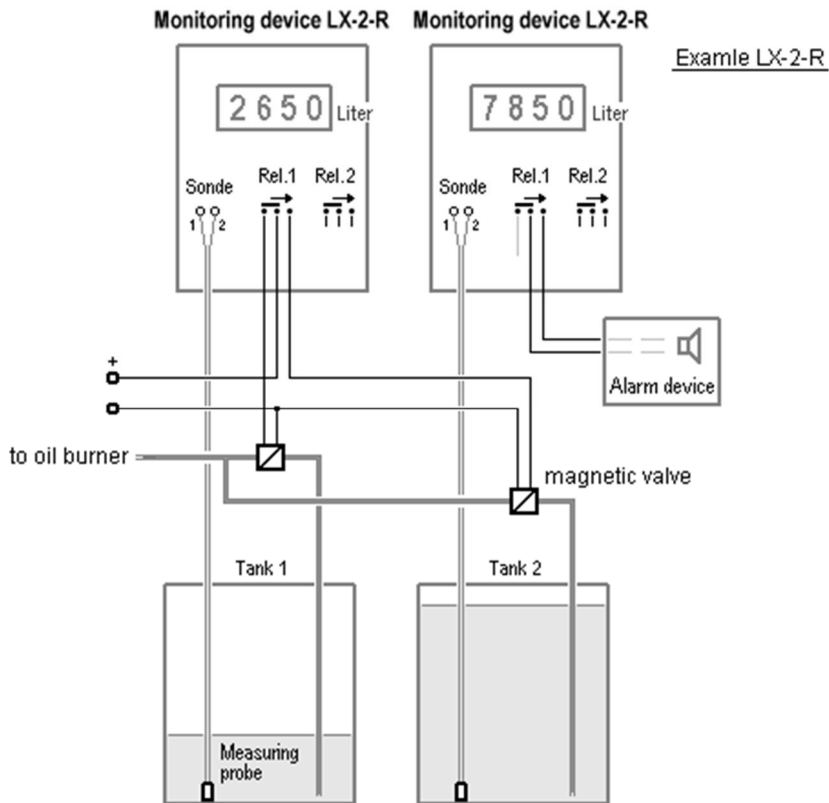 Monitoring device LX-2-R
Monitoring device LX-2-R
Examle LX-2-R
2650 Liter
7850 Liter
Sonde
Rel.1
Rel.2
Sonde
Rel.1
Rel.2
1 2
1 2
Alarm device
+
to oil burner
magnetic valve
Tank 1
Tank 2
Measuring
probe